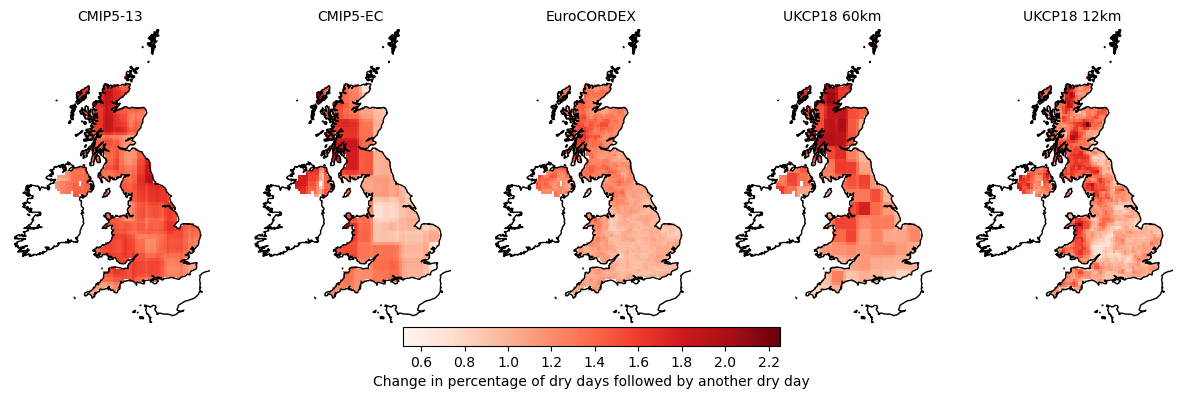 CMIP5-13
CMIP5-EC
EuroCORDEX
UKCP18 60km
UKCP18 12km
0.6 0.8 1.0 1.2 1.4 1.6 1.8 2.0 2.2
Change in percentage of dry days followed by another dry day